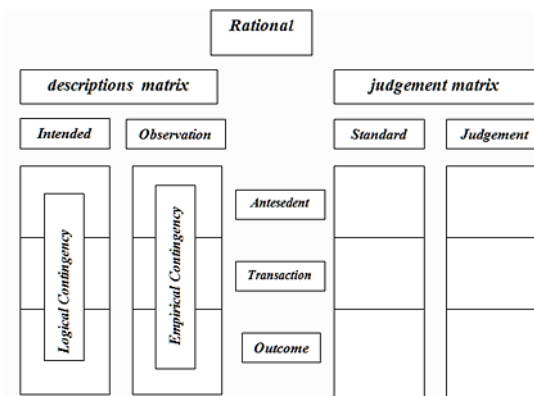 Rational
descriptions matrix
judgement matrix
Intended
Observation
Standard
Judgement
Logical Contingency
Empirical Contingency
Antesedent
Transaction
Outcome